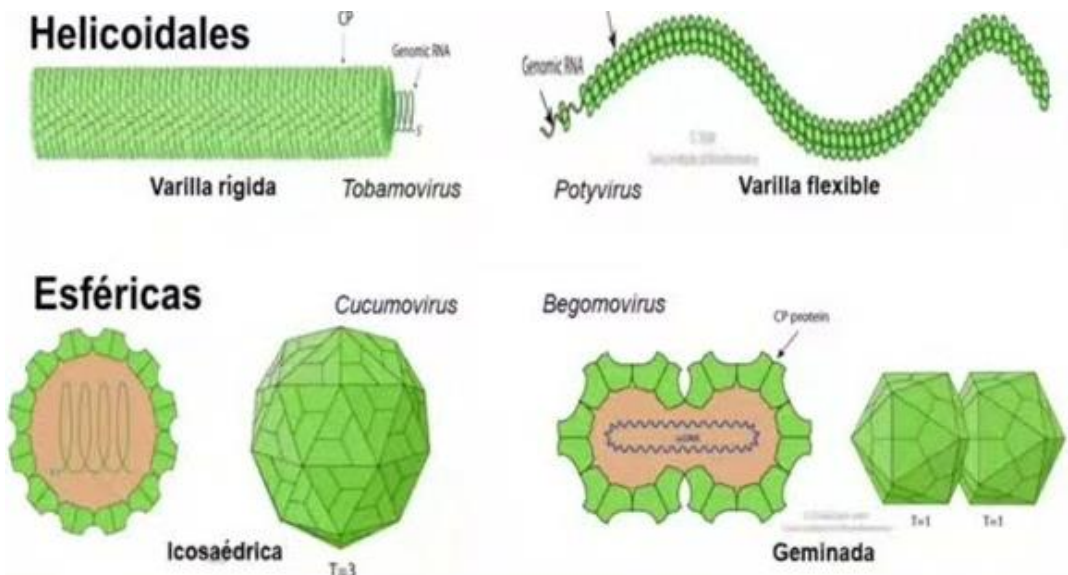 Helicoidales
CP
Genomic RNA
5'
Varilla rígida
Tobamovirus
Genomic RNA
Potyvirus
Varilla flexible
Esféricas
Cucumovirus
Icosaédrica
T=3
Begomovirus
CP protein
T=1
T=1
Geminada